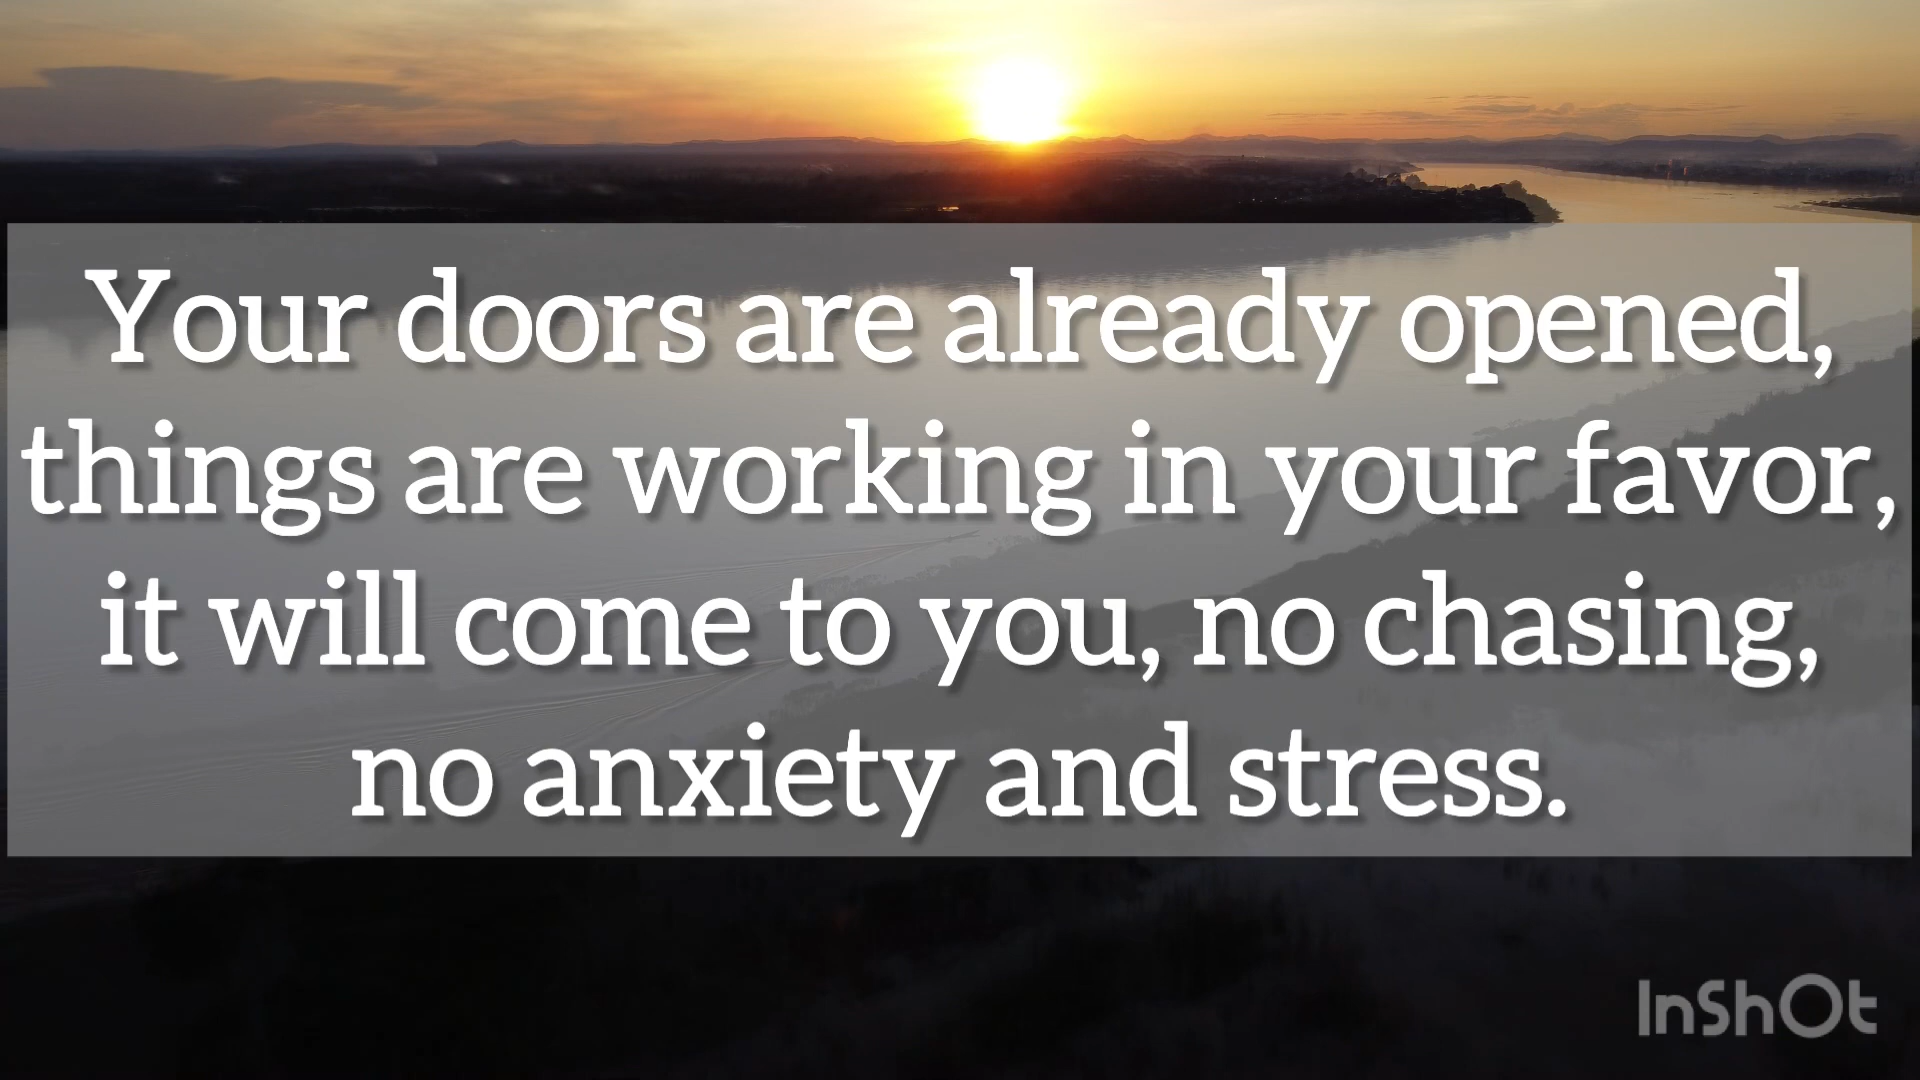 Your doors are already opened,
things are working in your favor,
it will come to you, no chasing,
no anxiety and stress.
InShOt